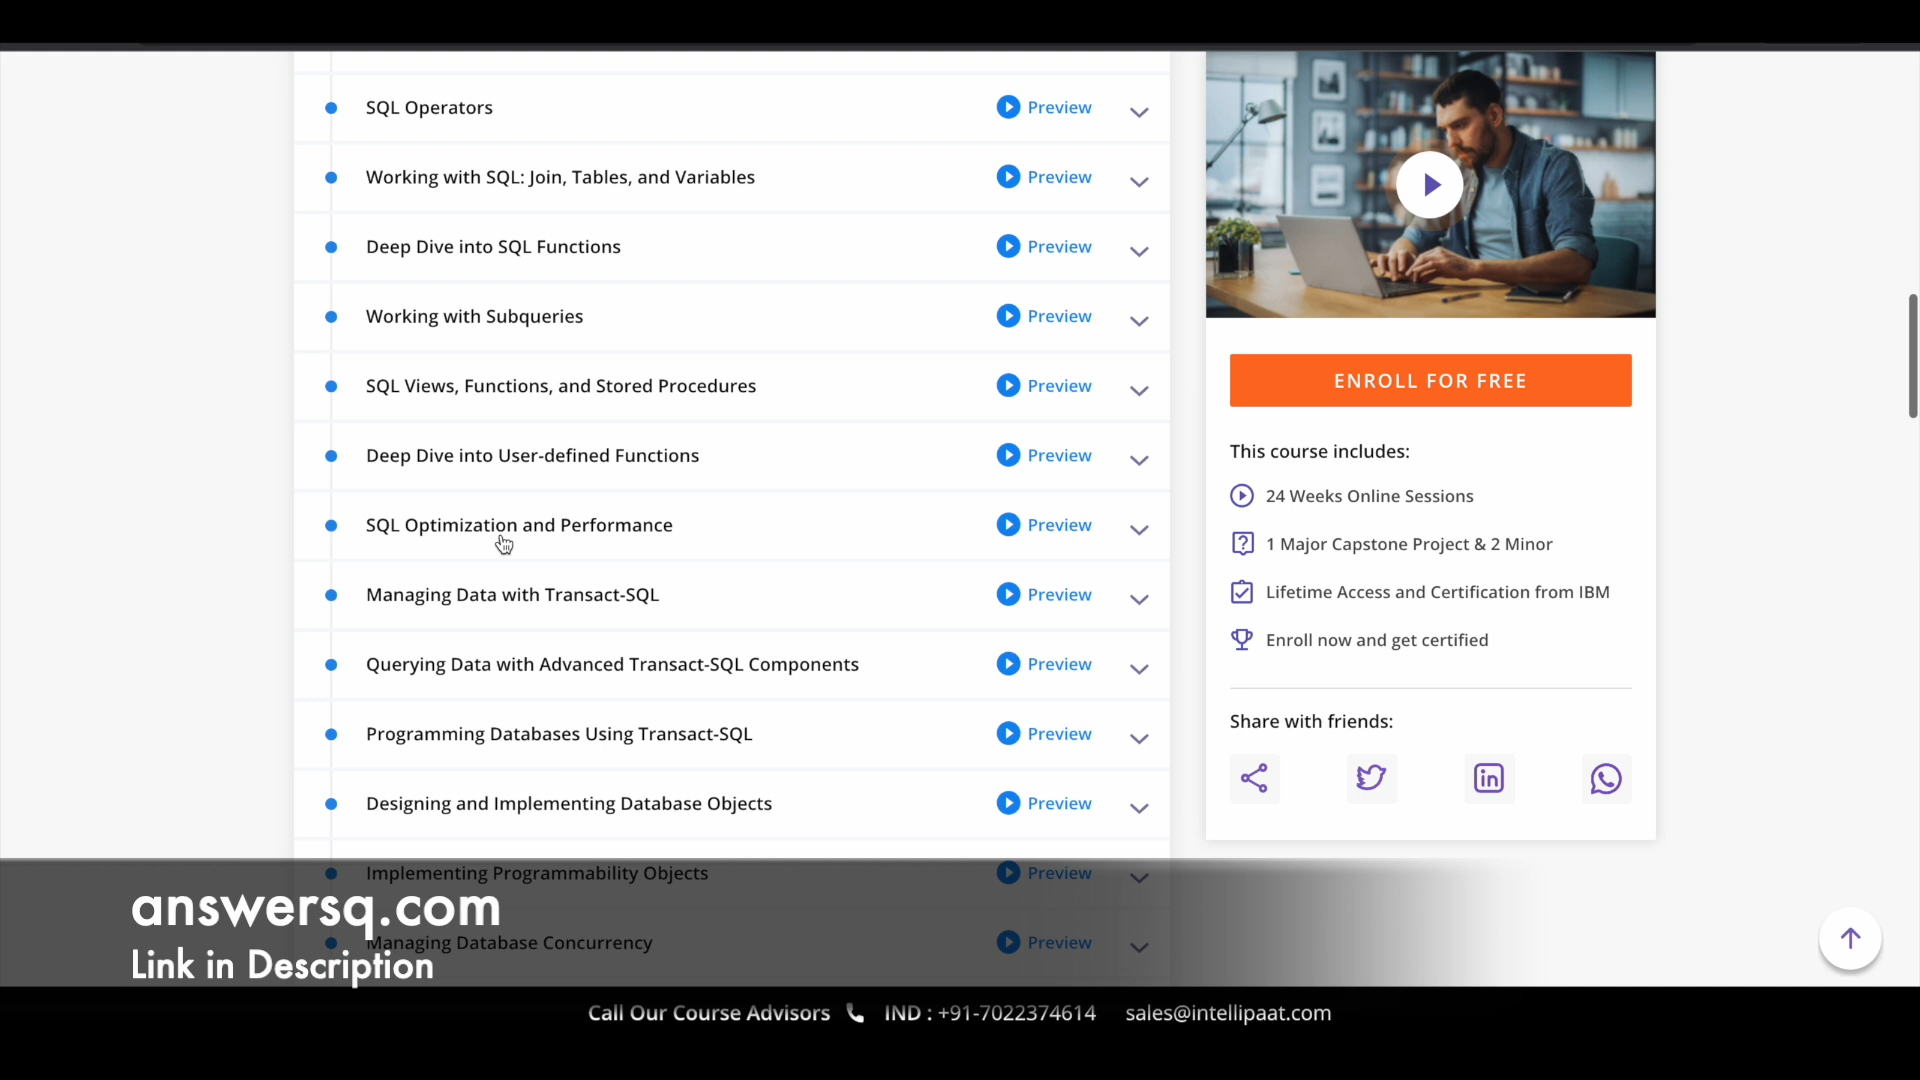 SQL Operators Preview
Working with SQL: Join, Tables, and Variables Preview
Deep Dive into SQL Functions Preview
Working with Subqueries Preview
SQL Views, Functions, and Stored Procedures Preview
Deep Dive into User-defined Functions Preview
SQL Optimization and Performance Preview
Managing Data with Transact-SQL Preview
Querying Data with Advanced Transact-SQL Components Preview
Programming Databases Using Transact-SQL Preview
Designing and Implementing Database Objects Preview
Implementing Programmability Objects Preview
Managing Database Concurrency Preview
ENROLL FOR FREE
This course includes:
24 Weeks Online Sessions
1 Major Capstone Project & 2 Minor
Lifetime Access and Certification from IBM
Enroll now and get certified
Share with friends:
answersq.com
Link in Description
Call Our Course Advisors IND : +91-7022374614 sales@intellipaat.com